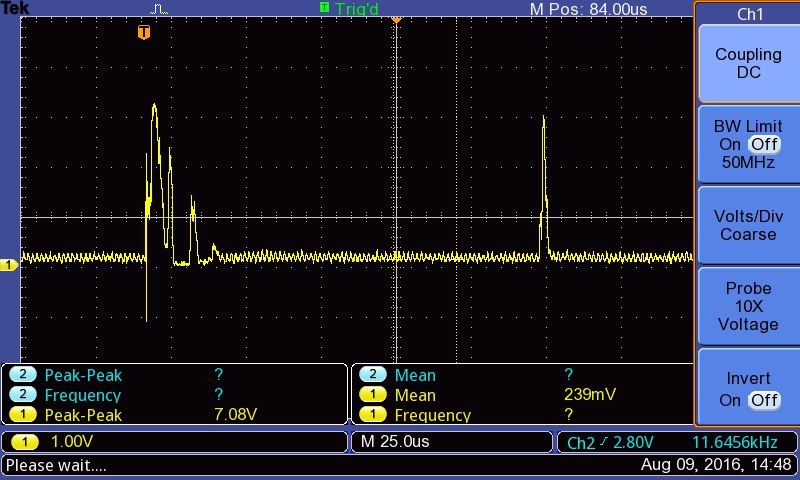 Tek T Trig'd M Pos: 84.00us
Ch1
T
Coupling
DC
BW Limit
On Off
50MHz
Volts/Div
Coarse
1
Probe
10X
Voltage
2 Peak-Peak ? 2 Mean ?
2 Frequency ? 1 Mean 239mV
1 Peak-Peak 7.08V 1 Frequency ?
Invert
On Off
1 1.00V M 25.0us Ch2 2.80V 11.6456kHz
Please wait.... Aug 09, 2016, 14:48